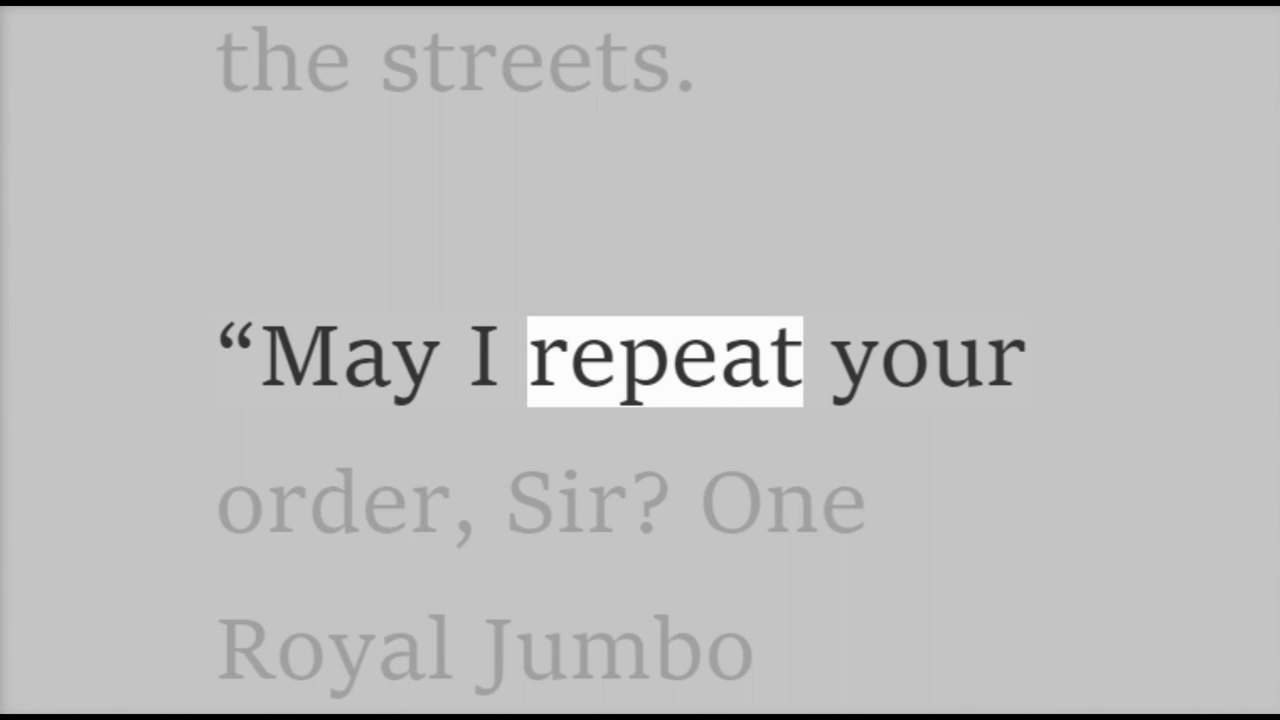 the streets.
“May I repeat your
order, Sir? One
Royal Jumbo